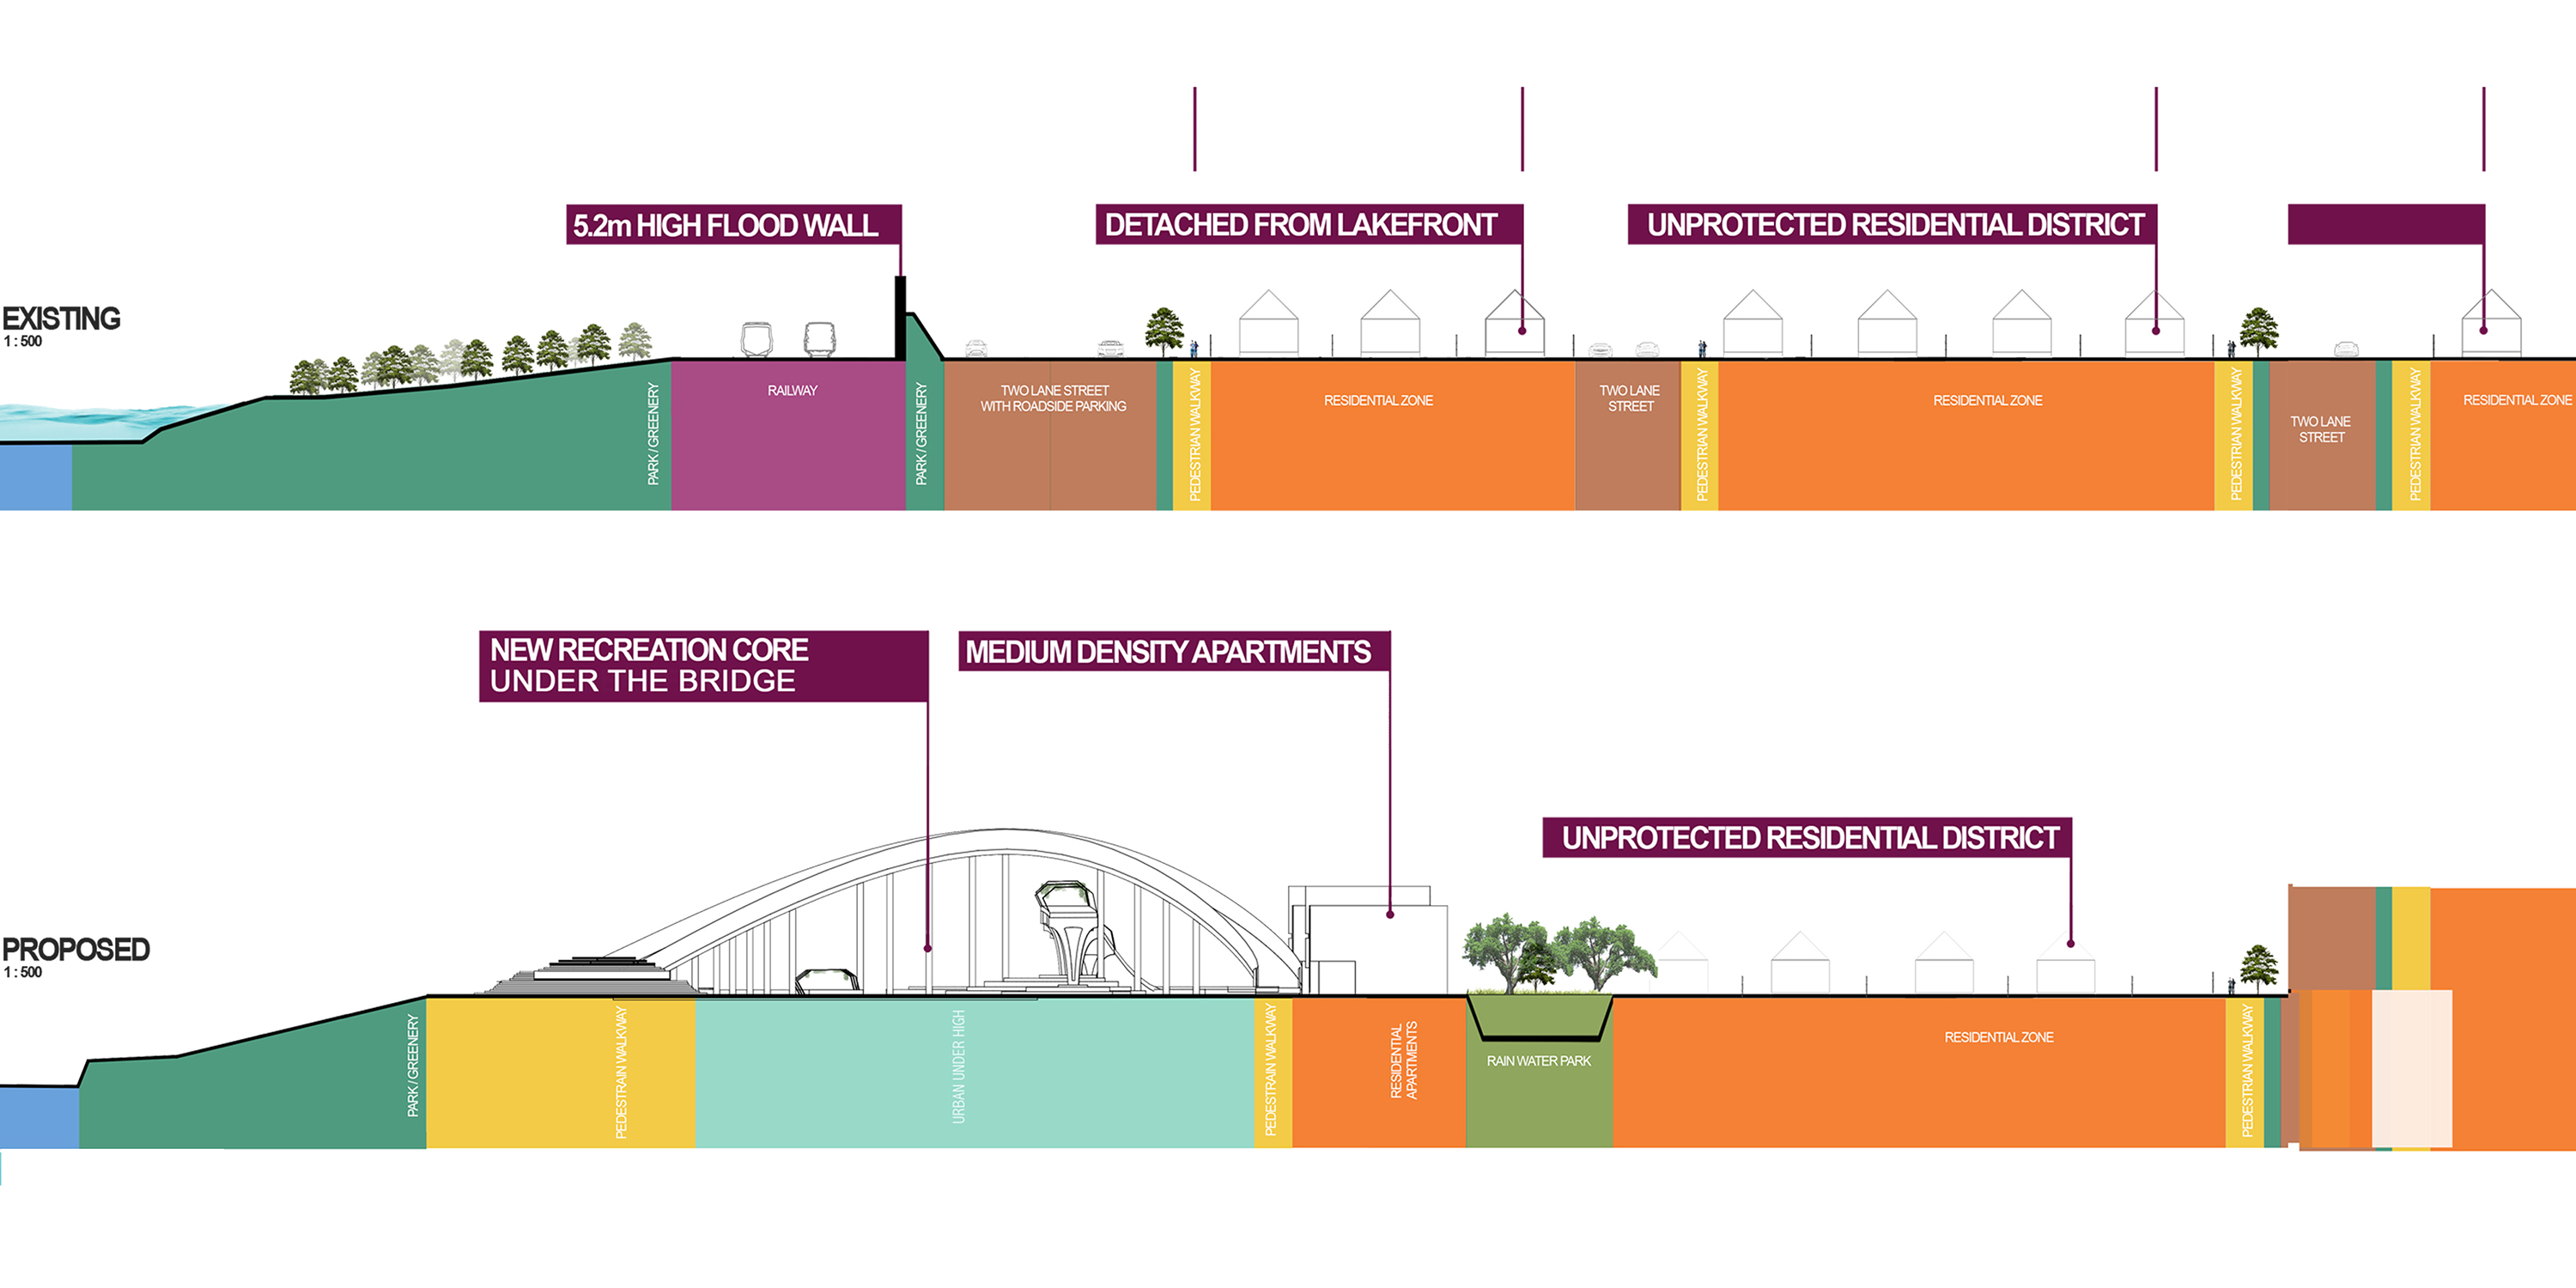 5.2m HIGH FLOOD WALL
DETACHED FROM LAKEFRONT
UNPROTECTED RESIDENTIAL DISTRICT
EXISTING
1 : 500
PARK / GREENERY
RAILWAY
PARK / GREENERY
TWO LANE STREET
WITH ROADSIDE PARKING
PEDESTRIAN WALKWAY
RESIDENTIAL ZONE
TWO LANE
STREET
PEDESTRIAN WALKWAY
RESIDENTIAL ZONE
PEDESTRIAN WALKWAY
TWO LANE
STREET
PEDESTRIAN WALKWAY
RESIDENTIAL ZONE
NEW RECREATION CORE
UNDER THE BRIDGE
MEDIUM DENSITY APARTMENTS
UNPROTECTED RESIDENTIAL DISTRICT
PROPOSED
1 : 500
PARK / GREENERY
PEDESTRAIN WALKWAY
URBAN UNDER HIGH
PEDESTRAIN WALKWAY
RESIDENTIAL
APARTMENTS
RAIN WATER PARK
RESIDENTIAL ZONE
PEDESTRIAN WALKWAY